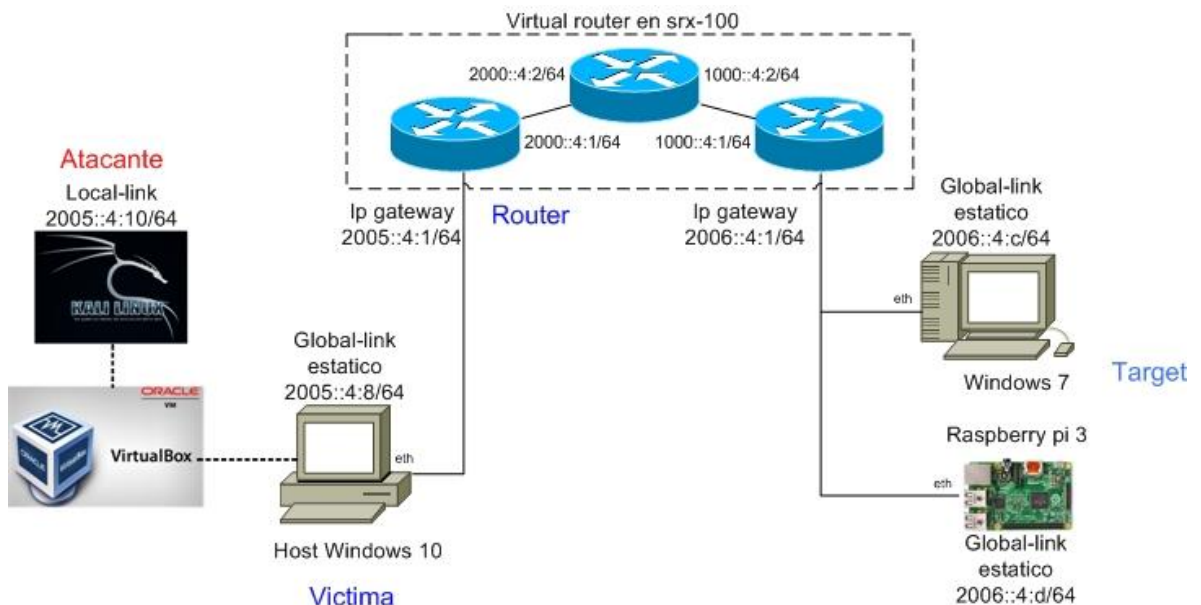 Virtual router en srx-100
2000::4:2/64
1000::4:2/64
2000::4:1/64
1000::4:1/64
Atacante
Local-link
2005::4:10/64
KALI LINUX
Ip gateway
2005::4:1/64
Router
Ip gateway
2006::4:1/64
Global-link
estatico
2006::4:c/64
eth
Windows 7
Target
Global-link
estatico
2005::4:8/64
ORACLE
VM
VirtualBox
eth
Host Windows 10
Victima
Raspberry pi 3
eth
Global-link
estatico
2006::4:d/64